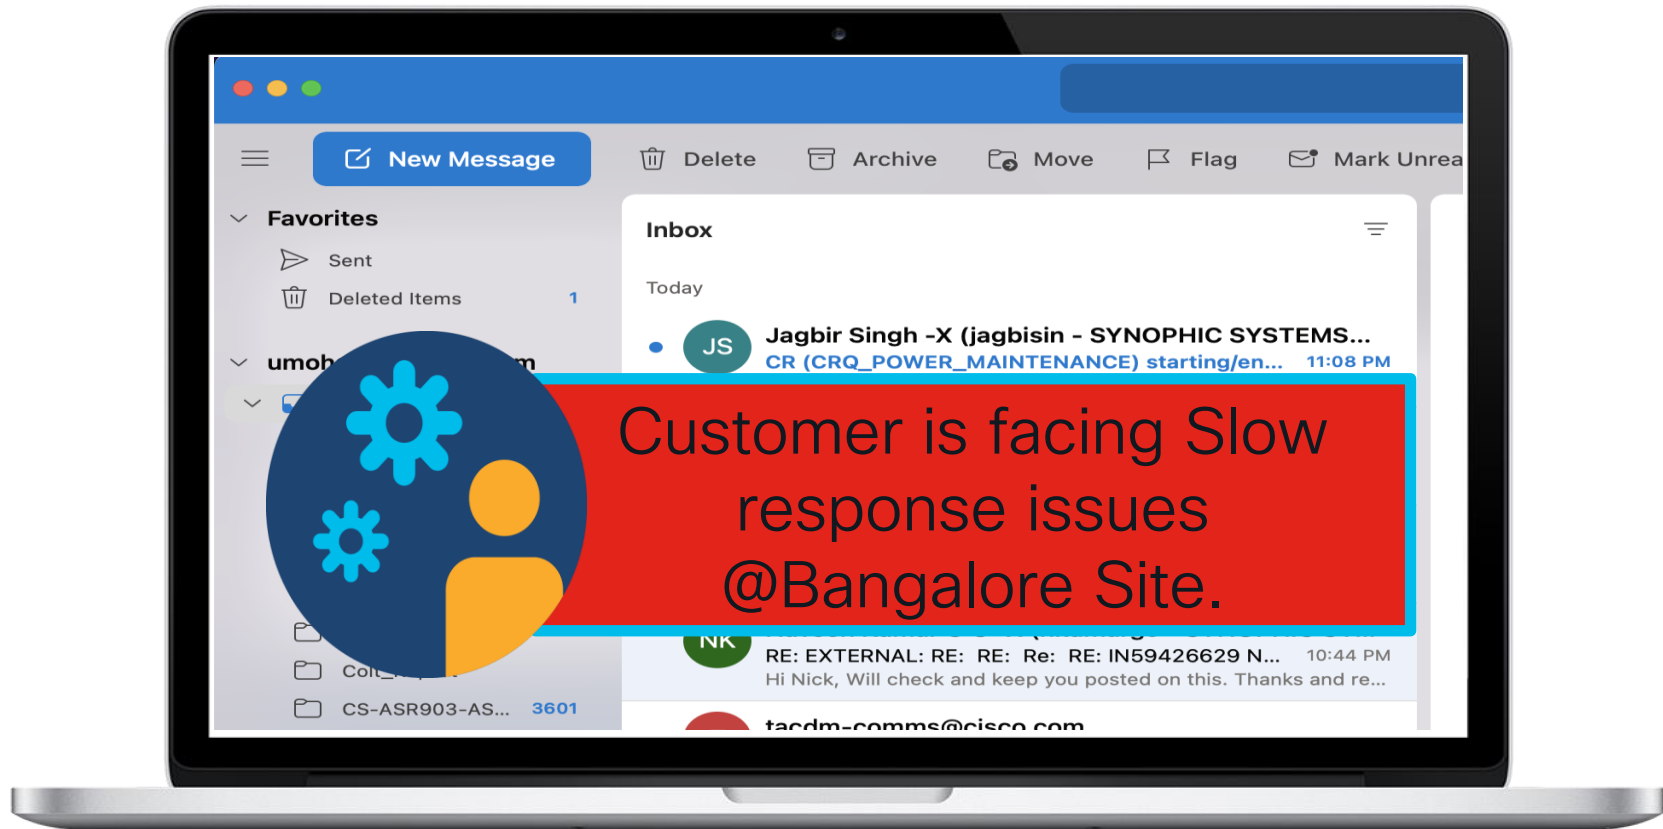 New Message
Delete
Archive
Move
Flag
Mark Unrea
Favorites
Sent
Deleted Items 1
Inbox
Today
JS
Jagbir Singh -X (jagbisin - SYNOPHIC SYSTEMS...
CR (CRQ_POWER_MAINTENANCE) starting/en... 11:08 PM
Customer is facing Slow
response issues
@Bangalore Site.
NK
RE: EXTERNAL: RE: RE: Re: RE: IN59426629 N... 10:44 PM
Hi Nick, Will check and keep you posted on this. Thanks and re...
CS-ASR903-AS... 3601
tacdm-comms@cisco.com